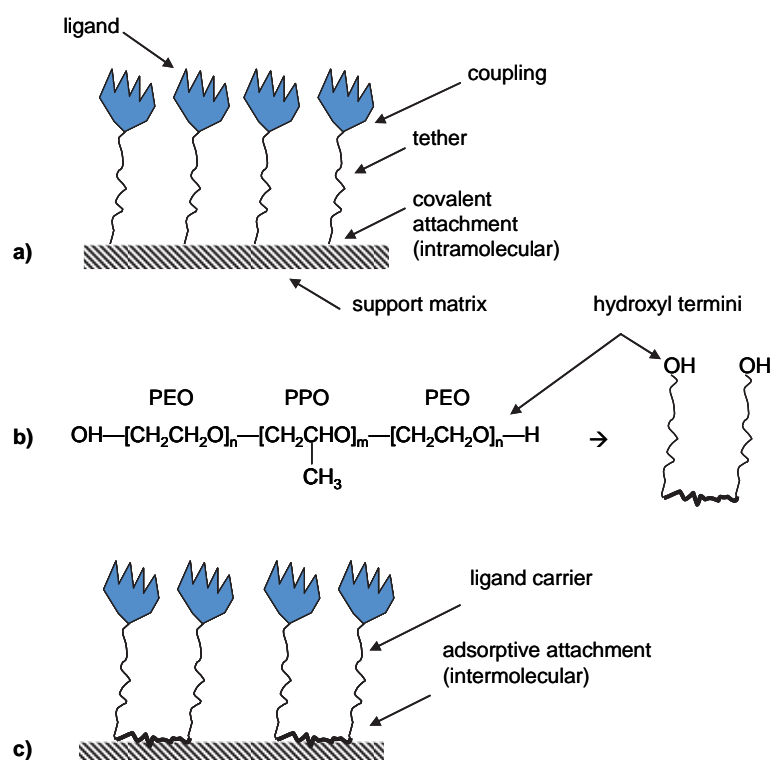 ligand
coupling
tether
covalent
attachment
(intramolecular)
a)
support matrix
hydroxyl termini
OH OH
PEO PPO PEO
b) OH—[CH₂CH₂O]ₙ—[CH₂CHO]ₘ—[CH₂CH₂O]ₙ—H →
CH₃
ligand carrier
adsorptive attachment
(intermolecular)
c)